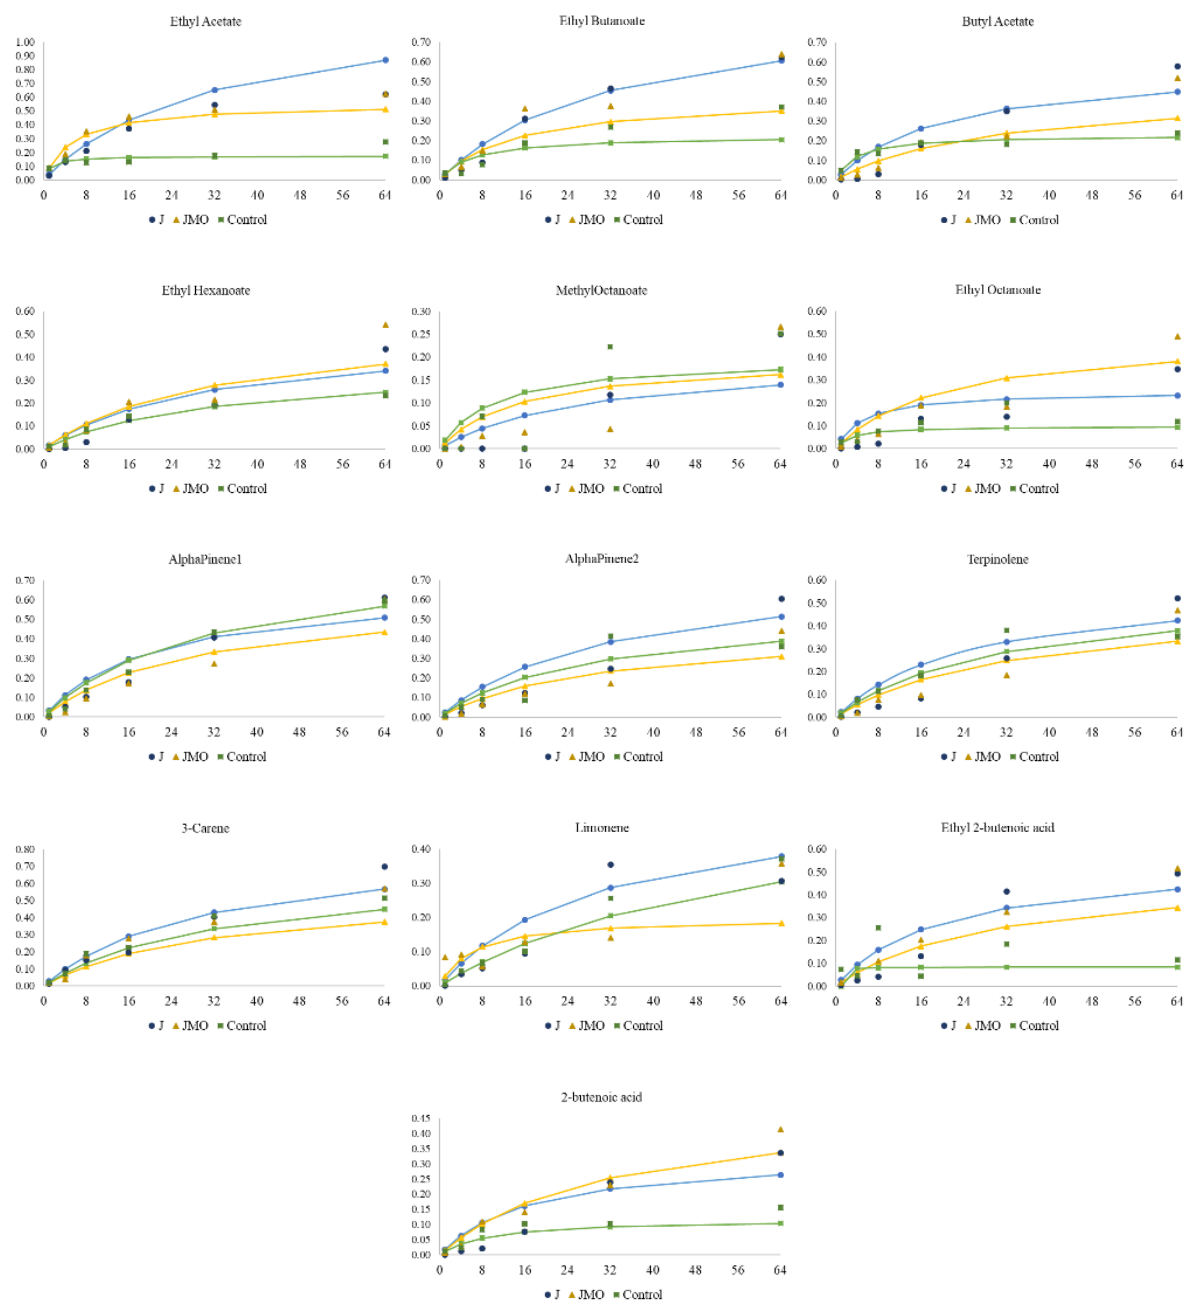 Ethyl Acetate
1.00
0.90
0.80
0.70
0.60
0.50
0.40
0.30
0.20
0.10
0.00
0 8 16 24 32 40 48 56 64
J JMO Control
Ethyl Butanoate
0.70
0.60
0.50
0.40
0.30
0.20
0.10
0.00
0 8 16 24 32 40 48 56 64
J JMO Control
Butyl Acetate
0.70
0.60
0.50
0.40
0.30
0.20
0.10
0.00
0 8 16 24 32 40 48 56 64
J JMO Control
Ethyl Hexanoate
0.60
0.50
0.40
0.30
0.20
0.10
0.00
0 8 16 24 32 40 48 56 64
J JMO Control
MethylOctanoate
0.30
0.25
0.20
0.15
0.10
0.05
0.00
0 8 16 24 32 40 48 56 64
J JMO Control
Ethyl Octanoate
0.60
0.50
0.40
0.30
0.20
0.10
0.00
0 8 16 24 32 40 48 56 64
J JMO Control
AlphaPinene1
0.70
0.60
0.50
0.40
0.30
0.20
0.10
0.00
0 8 16 24 32 40 48 56 64
J JMO Control
AlphaPinene2
0.70
0.60
0.50
0.40
0.30
0.20
0.10
0.00
0 8 16 24 32 40 48 56 64
J JMO Control
Terpinolene
0.60
0.50
0.40
0.30
0.20
0.10
0.00
0 8 16 24 32 40 48 56 64
J JMO Control
3-Carene
0.80
0.70
0.60
0.50
0.40
0.30
0.20
0.10
0.00
0 8 16 24 32 40 48 56 64
J JMO Control
Limonene
0.40
0.30
0.20
0.10
0.00
0 8 16 24 32 40 48 56 64
J JMO Control
Ethyl 2-butenoic acid
0.60
0.50
0.40
0.30
0.20
0.10
0.00
0 8 16 24 32 40 48 56 64
J JMO Control
2-butenoic acid
0.45
0.40
0.35
0.30
0.25
0.20
0.15
0.10
0.05
0.00
0 8 16 24 32 40 48 56 64
J JMO Control